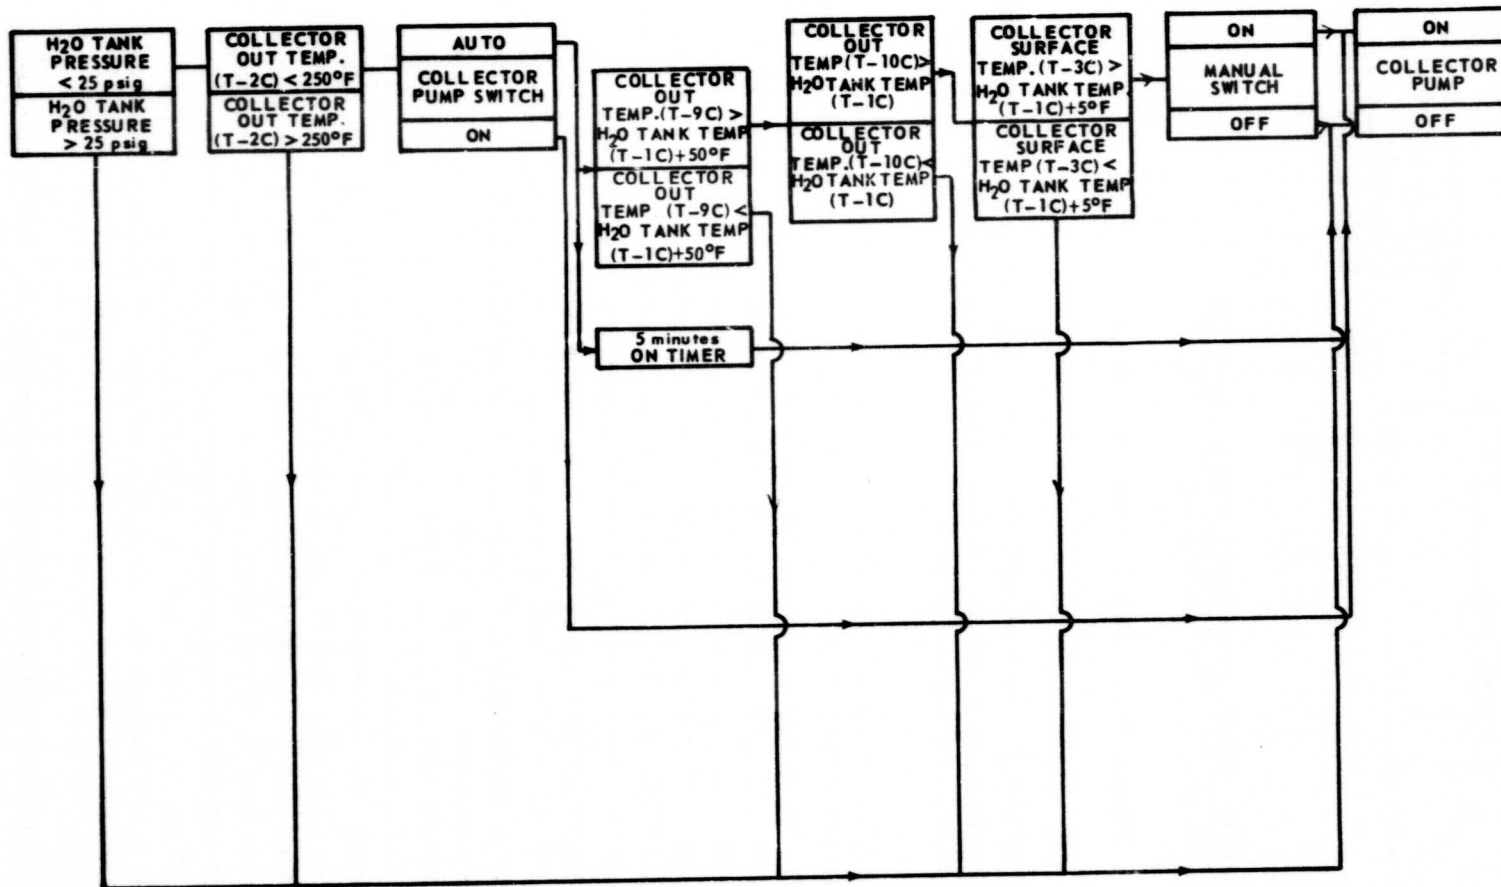 H2O TANK
PRESSURE
< 25 psig
H2O TANK
PRESSURE
> 25 psig
COLLECTOR
OUT TEMP.
(T-2C) < 250°F
COLLECTOR
OUT TEMP.
(T-2C) > 250°F
AUTO
COLLECTOR
PUMP SWITCH
ON
COLLECTOR
OUT
TEMP.(T-9C) >
H2O TANK TEMP
(T-1C)+50°F
COLLECTOR
OUT
TEMP (T-9C) <
H2O TANK TEMP
(T-1C)+50°F
5 minutes
ON TIMER
COLLECTOR
OUT
TEMP(T-10C)>
H2O TANK TEMP
(T-1C)
COLLECTOR
OUT
TEMP.(T-10C)<
H2O TANK TEMP
(T-1C)
COLLECTOR
SURFACE
TEMP.(T-3C) >
H2O TANK TEMP.
(T-1C)+5°F
COLLECTOR
SURFACE
TEMP(T-3C) <
H2O TANK TEMP
(T-1C)+5°F
ON
MANUAL
SWITCH
OFF
ON
COLLECTOR
PUMP
OFF